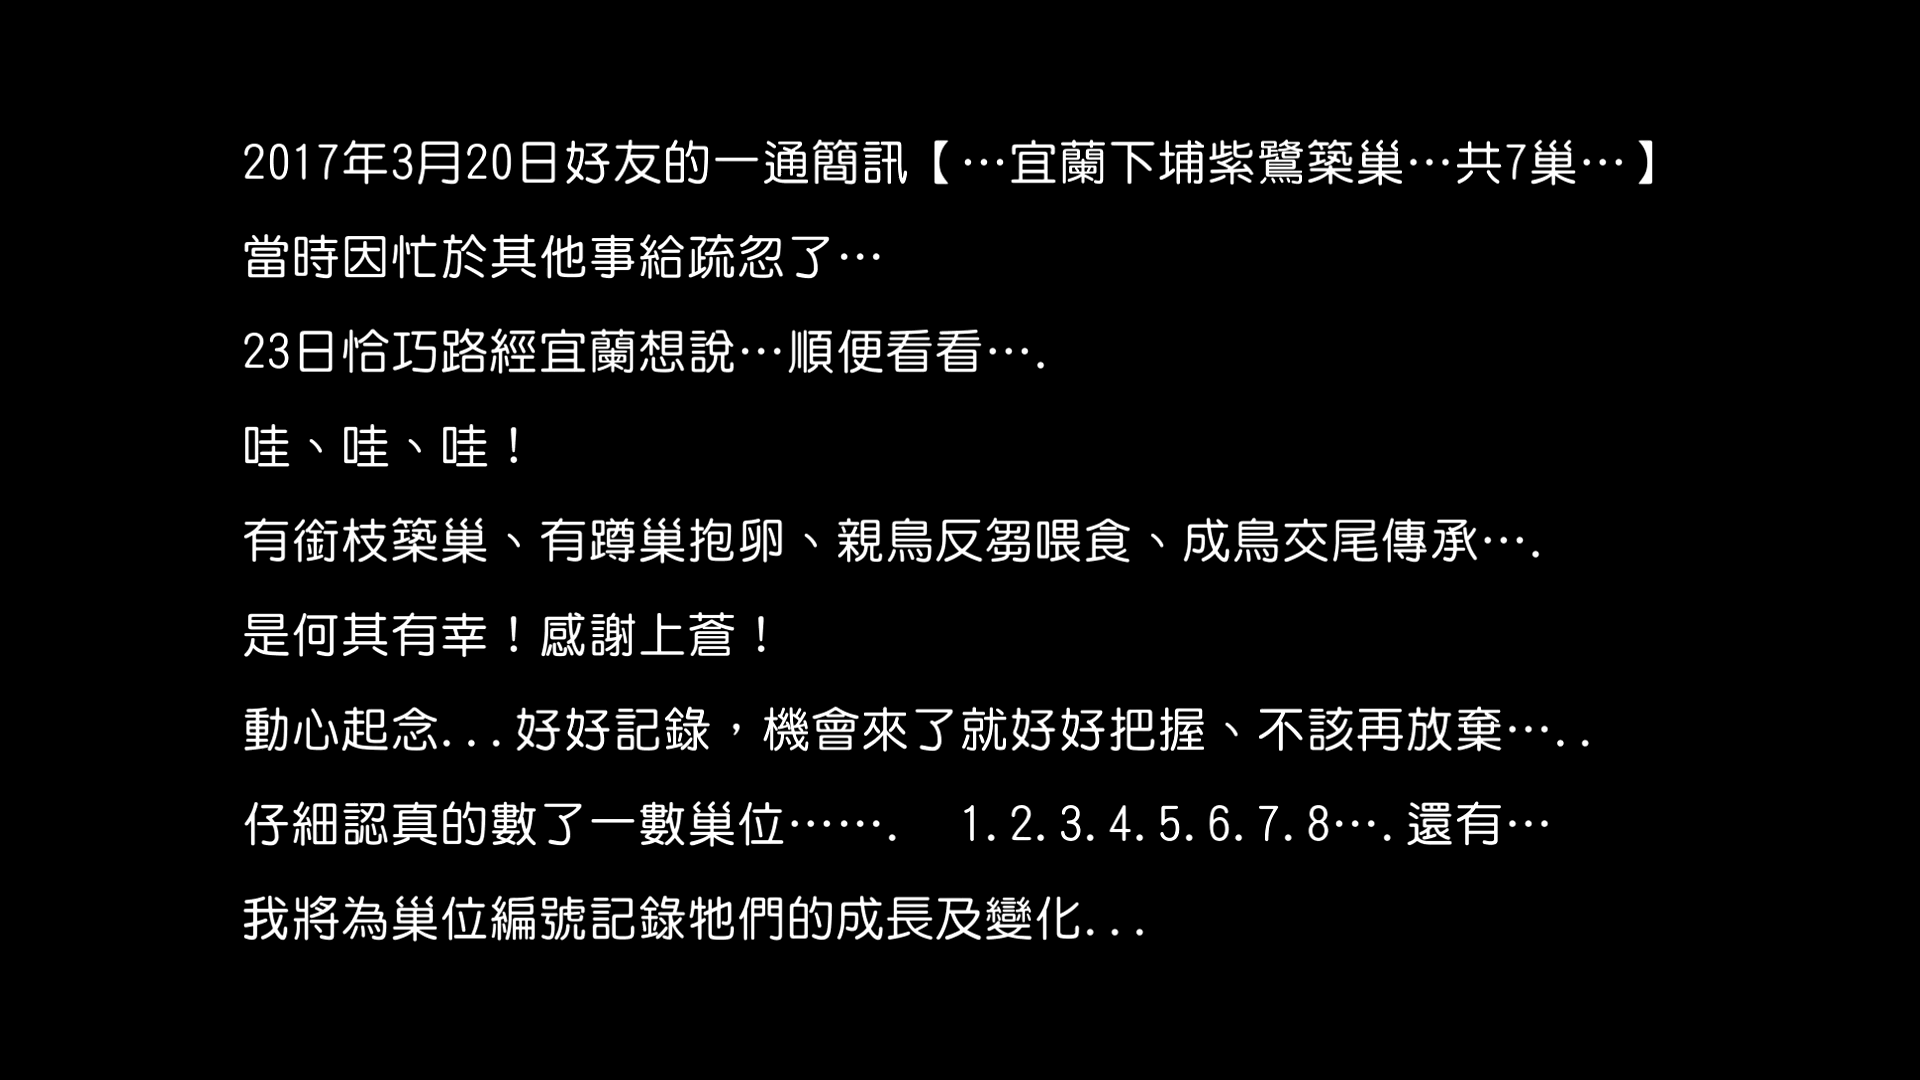 2017年3月20日好友的一通簡訊【…宜蘭下埔紫鷺築巢…共7巢…】
當時因忙於其他事給疏忽了…
23日恰巧路經宜蘭想說…順便看看….
哇、哇、哇！
有銜枝築巢、有蹲巢抱卵、親鳥反芻喂食、成鳥交尾傳承….
是何其有幸！感謝上蒼！
動心起念...好好記錄，機會來了就好好把握、不該再放棄…..
仔細認真的數了一數巢位…….　1.2.3.4.5.6.7.8….還有…
我將為巢位編號記錄牠們的成長及變化...